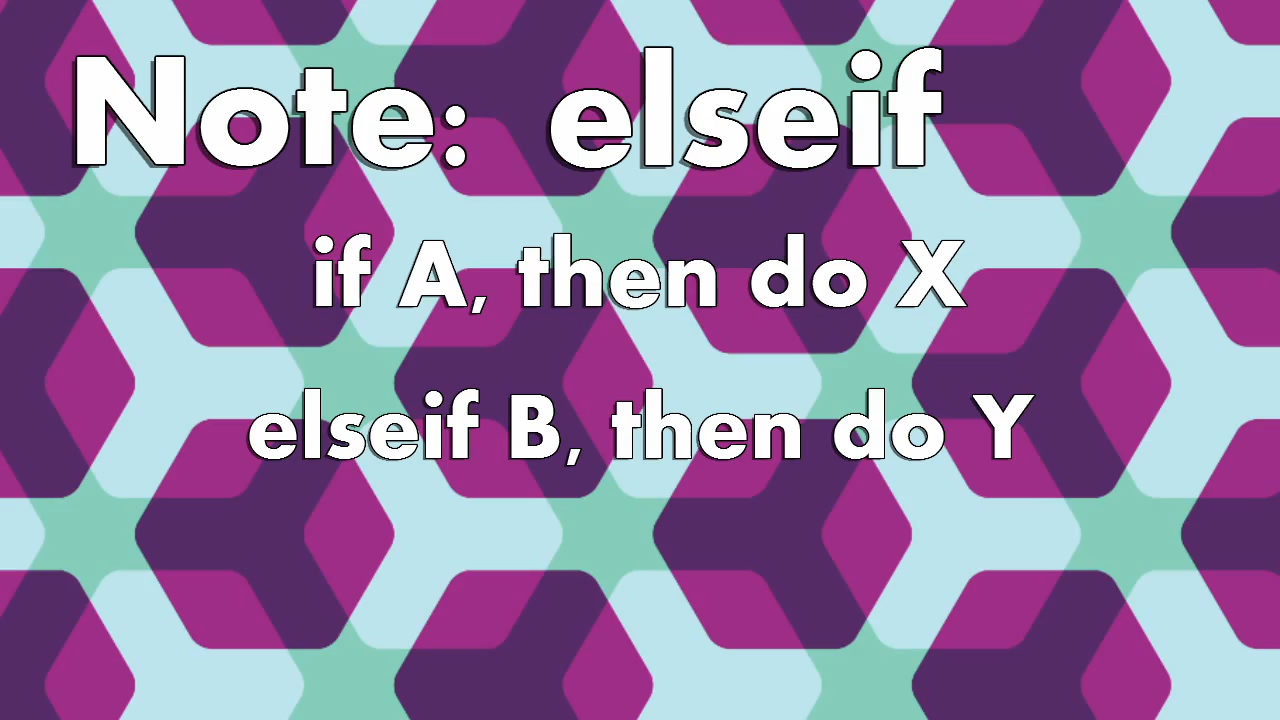 Note: elseif
if A, then do X
elseif B, then do Y